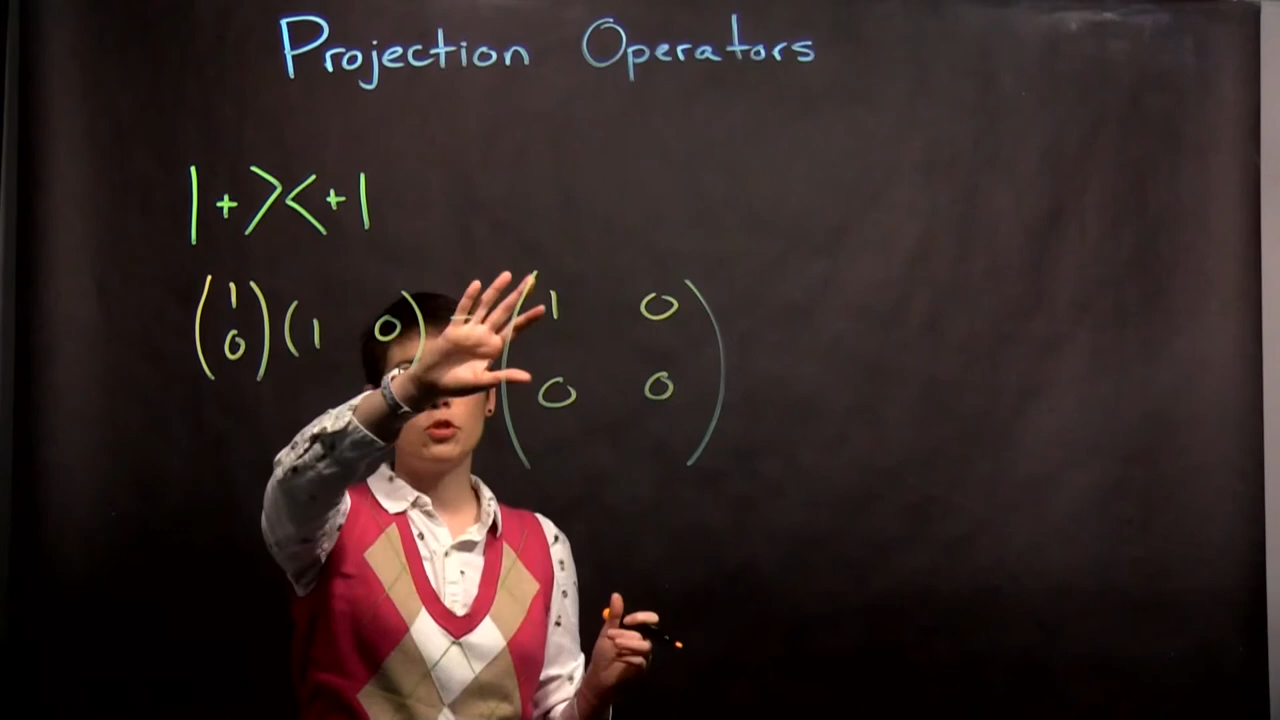 Projection Operators
|+><+|
(1 0) (1 0) = (1 0
0 0)